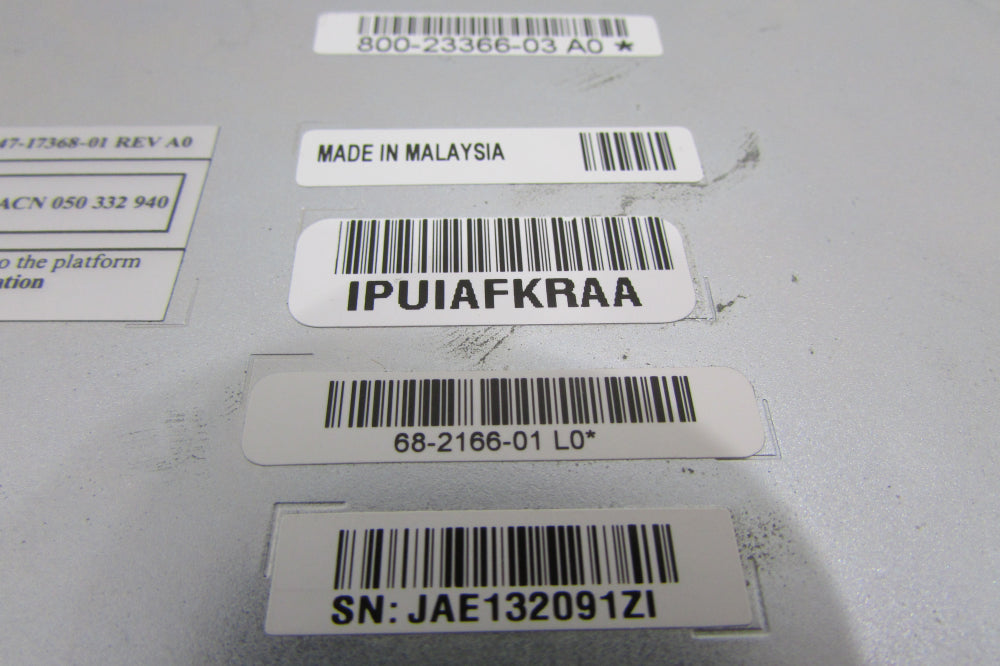 800-23366-03 A0 *
47-17368-01 REV A0
MADE IN MALAYSIA
ACN 050 332 940
o the platform
ation
IPUIAFKRAA
68-2166-01 L0*
SN: JAE132091ZI